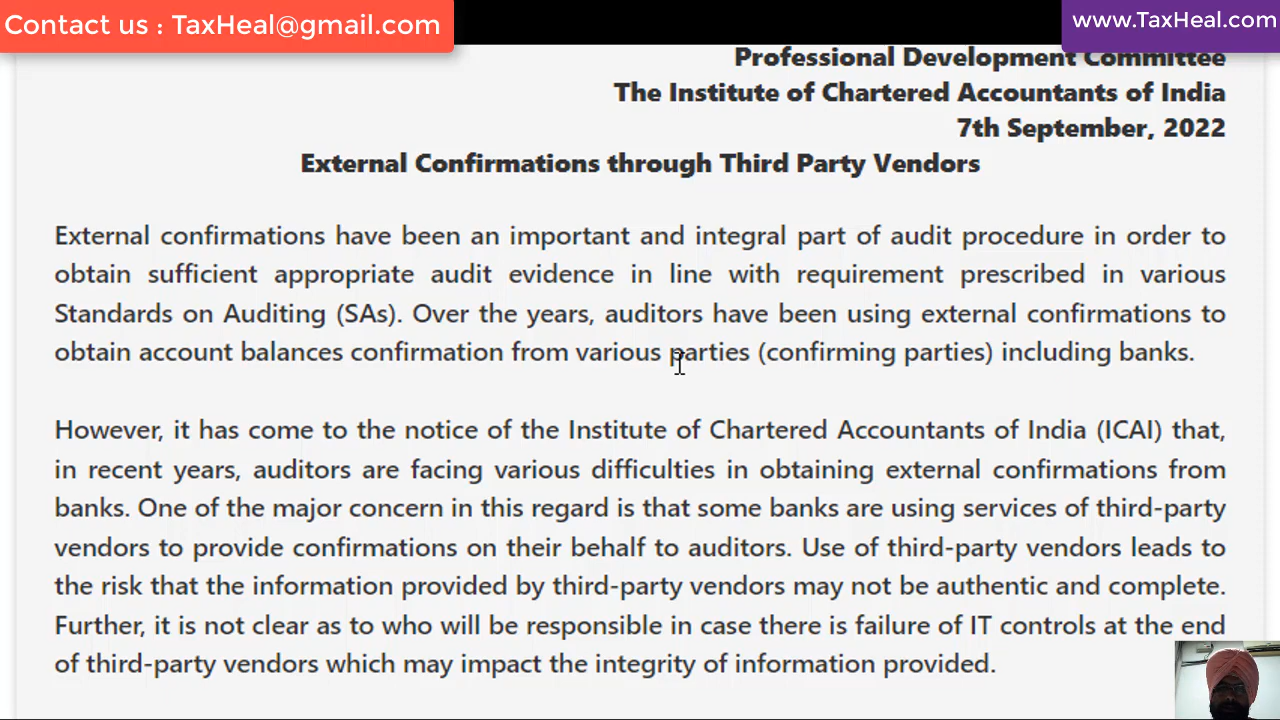 Contact us : TaxHeal@gmail.com
www.TaxHeal.com
Professional Development Committee
The Institute of Chartered Accountants of India
7th September, 2022
External Confirmations through Third Party Vendors
External confirmations have been an important and integral part of audit procedure in order to
obtain sufficient appropriate audit evidence in line with requirement prescribed in various
Standards on Auditing (SAs). Over the years, auditors have been using external confirmations to
obtain account balances confirmation from various parties (confirming parties) including banks.
However, it has come to the notice of the Institute of Chartered Accountants of India (ICAI) that,
in recent years, auditors are facing various difficulties in obtaining external confirmations from
banks. One of the major concern in this regard is that some banks are using services of third-party
vendors to provide confirmations on their behalf to auditors. Use of third-party vendors leads to
the risk that the information provided by third-party vendors may not be authentic and complete.
Further, it is not clear as to who will be responsible in case there is failure of IT controls at the end
of third-party vendors which may impact the integrity of information provided.